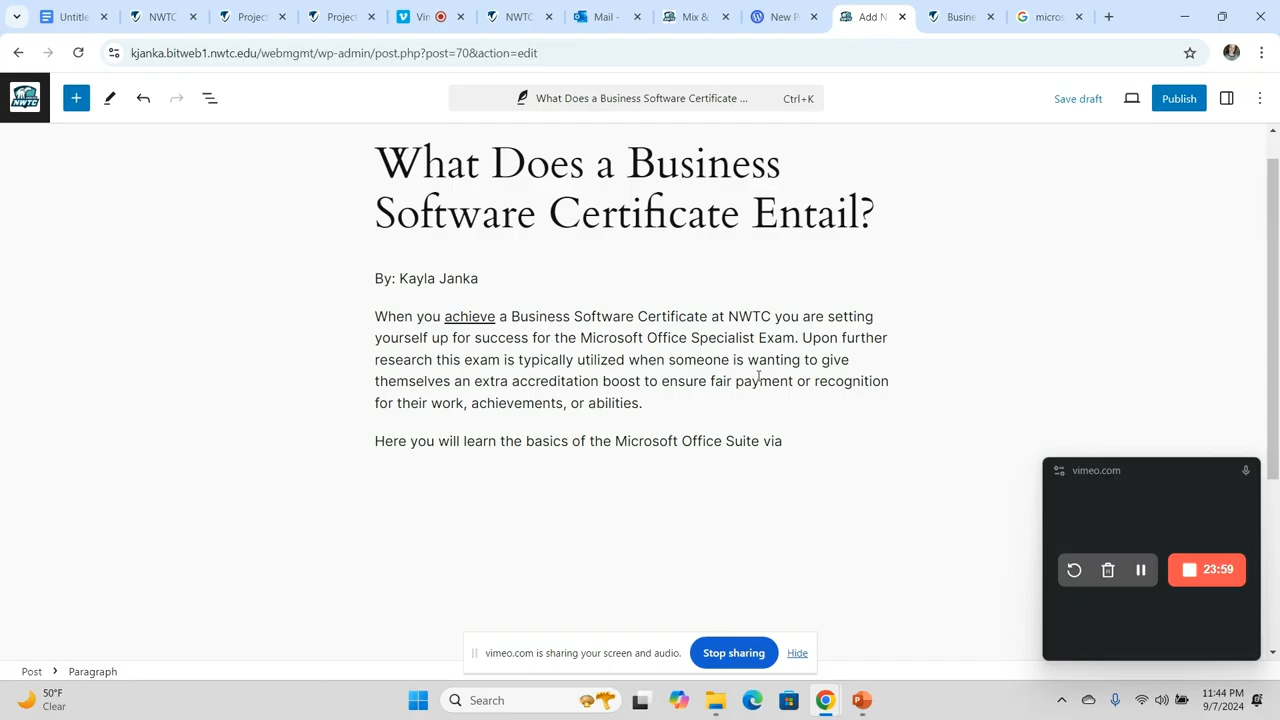 Untitle
NWTC
Project
Project
Vin
NWTC
Mail -
Mix &
New P
Add N
Busine
micros
kjanka.bitweb1.nwtc.edu/webmgmt/wp-admin/post.php?post=70&action=edit
NWTC
What Does a Business Software Certificate ... Ctrl+K
Save draft
Publish
What Does a Business
Software Certificate Entail?
By: Kayla Janka
When you achieve a Business Software Certificate at NWTC you are setting
yourself up for success for the Microsoft Office Specialist Exam. Upon further
research this exam is typically utilized when someone is wanting to give
themselves an extra accreditation boost to ensure fair payment or recognition
for their work, achievements, or abilities.
Here you will learn the basics of the Microsoft Office Suite via
vimeo.com
23:59
vimeo.com is sharing your screen and audio. Stop sharing Hide
Post Paragraph
50°F
Clear
Search
11:44 PM
9/7/2024